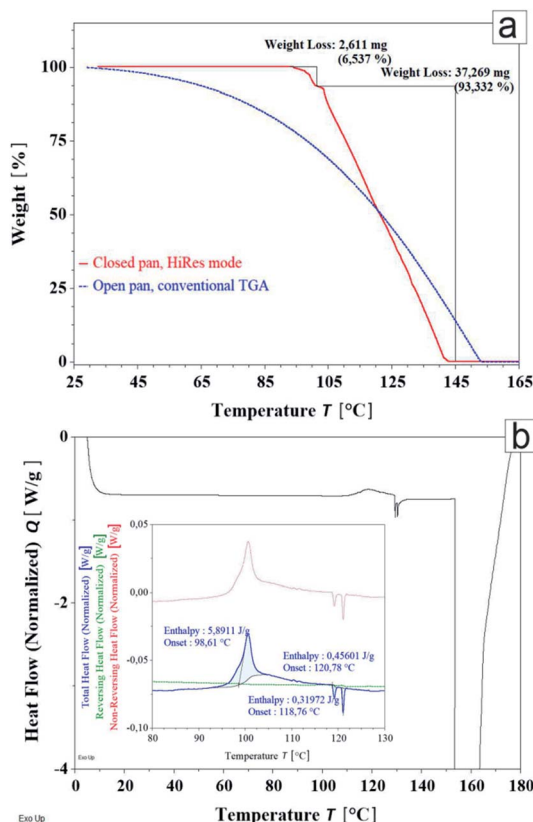 a
Weight Loss: 2,611 mg
(6,537 %)
Weight Loss: 37,269 mg
(93,332 %)
100
75
50
25
0
Weight [%]
Closed pan, HiRes mode
Open pan, conventional TGA
25 45 65 85 105 125 145 165
Temperature T [°C]
b
0
-2
-4
Heat Flow (Normalized) Q [W/g]
Total Heat Flow (Normalized) [W/g]
Reversing Heat Flow (Normalized) [W/g]
Non-Reversing Heat Flow (Normalized) [W/g]
0,05
0,00
-0,05
-0,10
Enthalpy : 5,8911 J/g
Onset : 98,61 °C
Enthalpy : 0,45601 J/g
Onset : 120,78 °C
Enthalpy : 0,31972 J/g
Onset : 118,76 °C
80 90 100 110 120 130
Exo Up
Temperature T [°C]
0 20 40 60 80 100 120 140 160 180
Exo Up
Temperature T [°C]